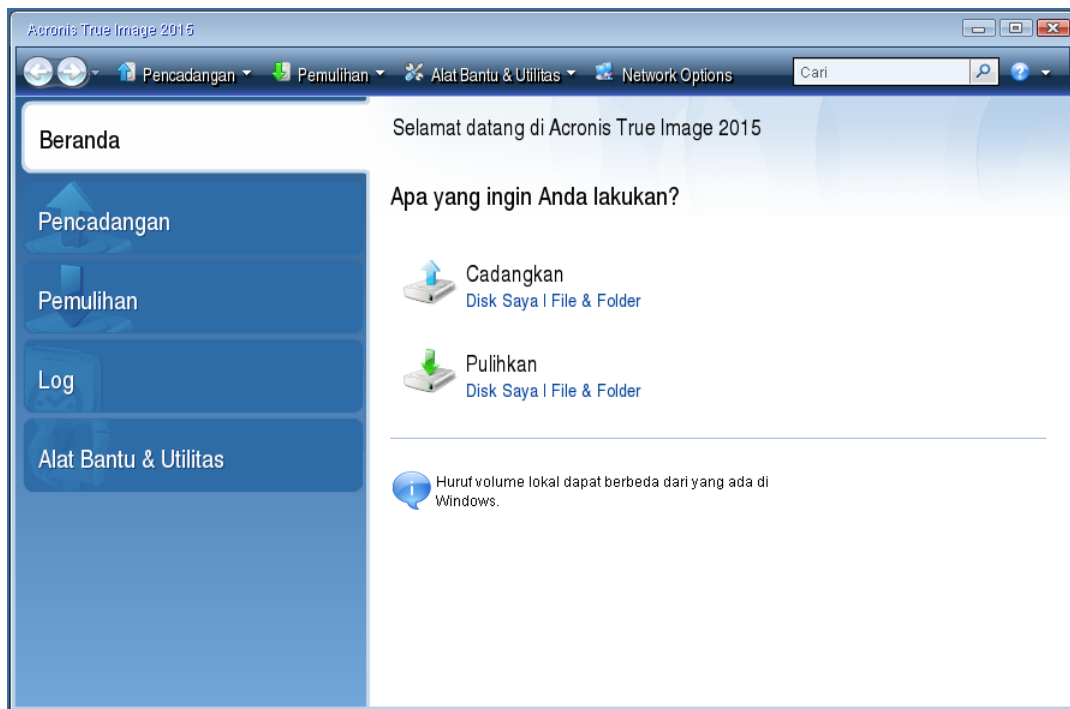 Acronis True Image 2015
Pencadangan Pemulihan Alat Bantu & Utilitas Network Options Cari
Beranda
Pencadangan
Pemulihan
Log
Alat Bantu & Utilitas
Selamat datang di Acronis True Image 2015
Apa yang ingin Anda lakukan?
Cadangkan
Disk Saya | File & Folder
Pulihkan
Disk Saya | File & Folder
Huruf volume lokal dapat berbeda dari yang ada di
Windows.